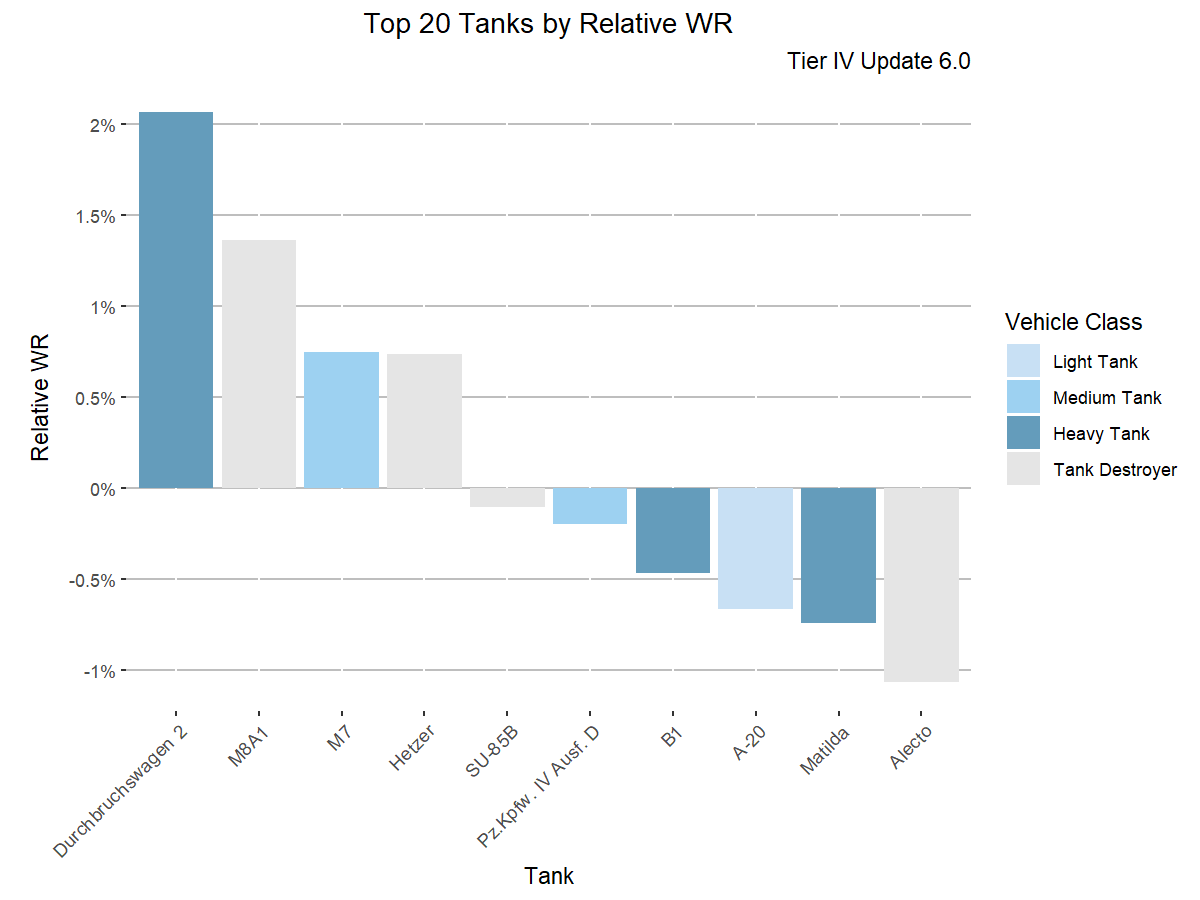 Top 20 Tanks by Relative WR
Tier IV Update 6.0
2%
1.5%
1%
0.5%
0%
-0.5%
-1%
Relative WR
Durchbruchswagen 2
M8A1
M7
Hetzer
SU-85B
Pz.Kpfw. IV Ausf. D
B1
A-20
Matilda
Alecto
Tank
Vehicle Class
Light Tank
Medium Tank
Heavy Tank
Tank Destroyer